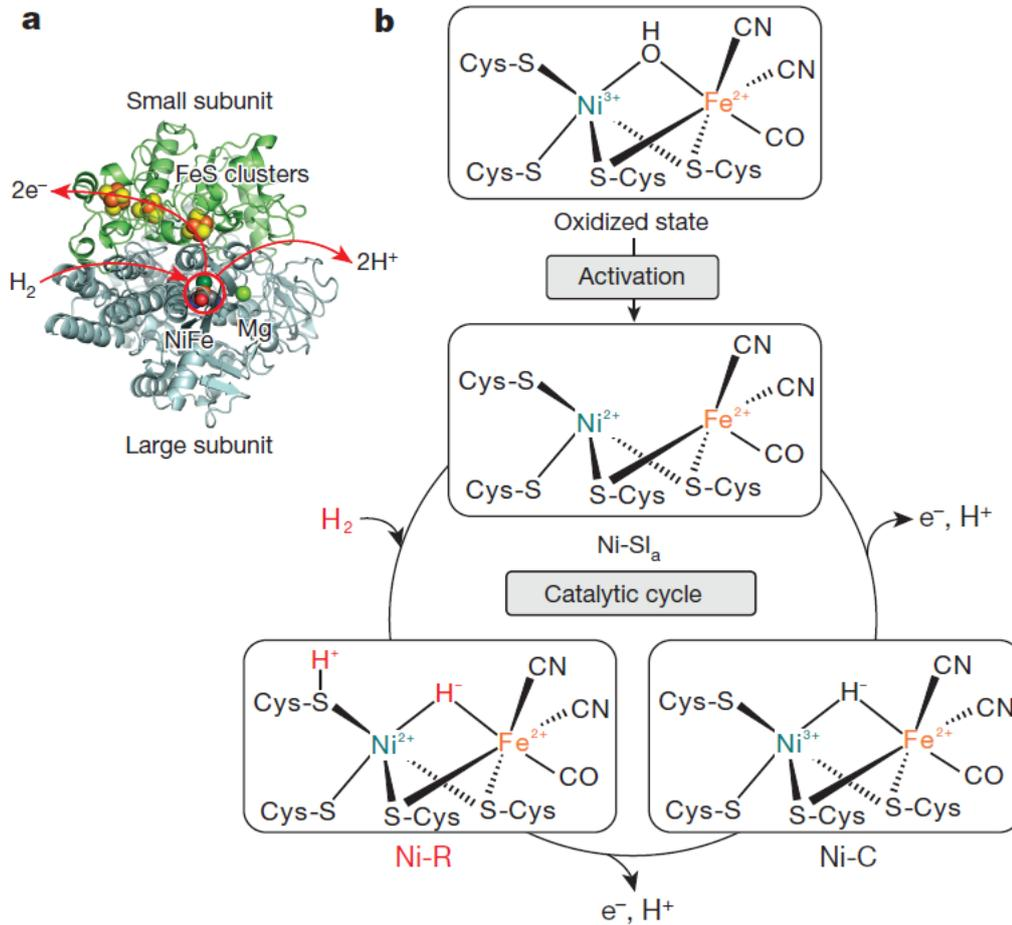 a
Small subunit
FeS clusters
2e⁻
H₂
2H⁺
NiFe
Mg
Large subunit
b
H
O
CN
Cys-S
CN
Ni³⁺
Fe²⁺
CO
Cys-S
S-Cys
S-Cys
Oxidized state
Activation
CN
Cys-S
CN
Ni²⁺
Fe²⁺
CO
Cys-S
S-Cys
S-Cys
H₂
e⁻, H⁺
Ni-SIₐ
Catalytic cycle
H⁺
CN
Cys-S
H⁻
CN
Ni²⁺
Fe²⁺
CO
Cys-S
S-Cys
S-Cys
Ni-R
CN
Cys-S
H⁻
CN
Ni³⁺
Fe²⁺
CO
Cys-S
S-Cys
S-Cys
Ni-C
e⁻, H⁺